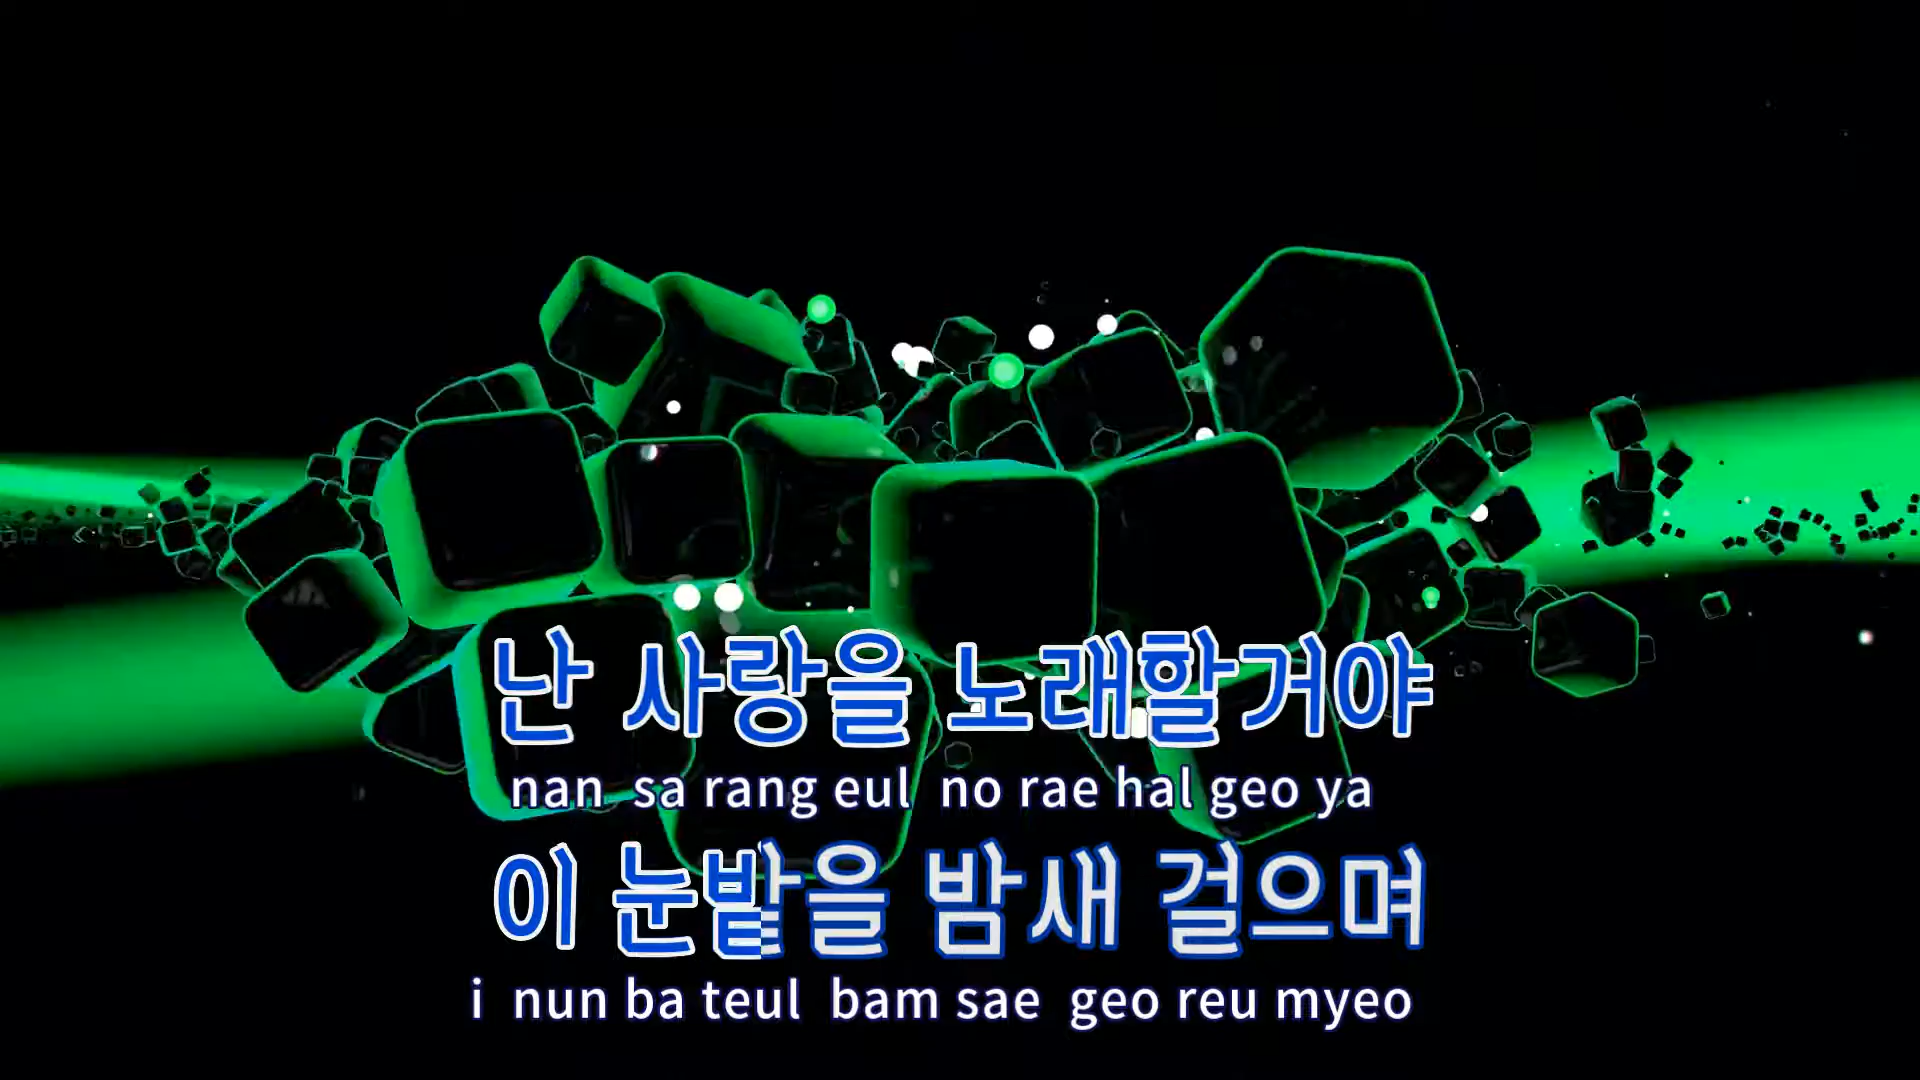 난 사랑을 노래할거야
nan sa rang eul no rae hal geo ya
이 눈밭을 밤새 걸으며
i nun ba teul bam sae geo reu myeo